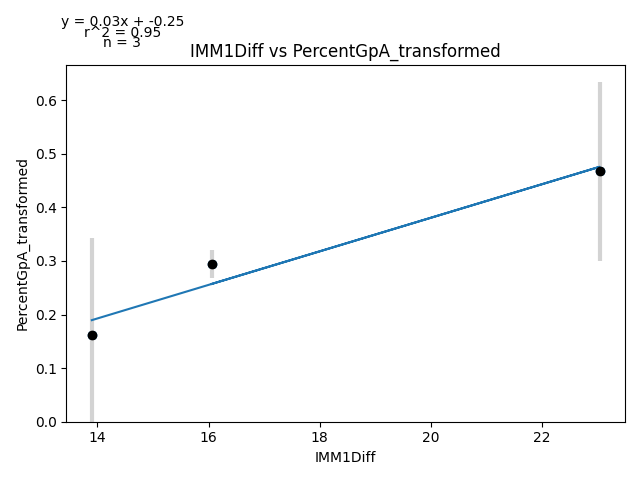 y = 0.03x + -0.25
r^2 = 0.95
n = 3
IMM1Diff vs PercentGpA_transformed
PercentGpA_transformed
0.6
0.5
0.4
0.3
0.2
0.1
0.0
14 16 18 20 22
IMM1Diff